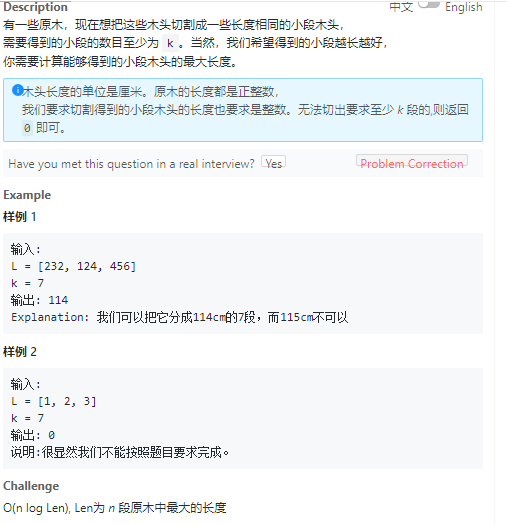 Description 中文 English
有一些原木，现在想把这些木头切割成一些长度相同的小段木头，
需要得到的小段的数目至少为 k 。当然，我们希望得到的小段越长越好，
你需要计算能够得到的小段木头的最大长度。
木头长度的单位是厘米。原木的长度都是正整数，
我们要求切割得到的小段木头的长度也要求是整数。无法切出要求至少 k 段的,则返回
0 即可。
Have you met this question in a real interview? Yes Problem Correction
Example
样例 1
输入:
L = [232, 124, 456]
k = 7
输出: 114
Explanation: 我们可以把它分成114cm的7段，而115cm不可以
样例 2
输入:
L = [1, 2, 3]
k = 7
输出: 0
说明:很显然我们不能按照题目要求完成。
Challenge
O(n log Len), Len为 n 段原木中最大的长度